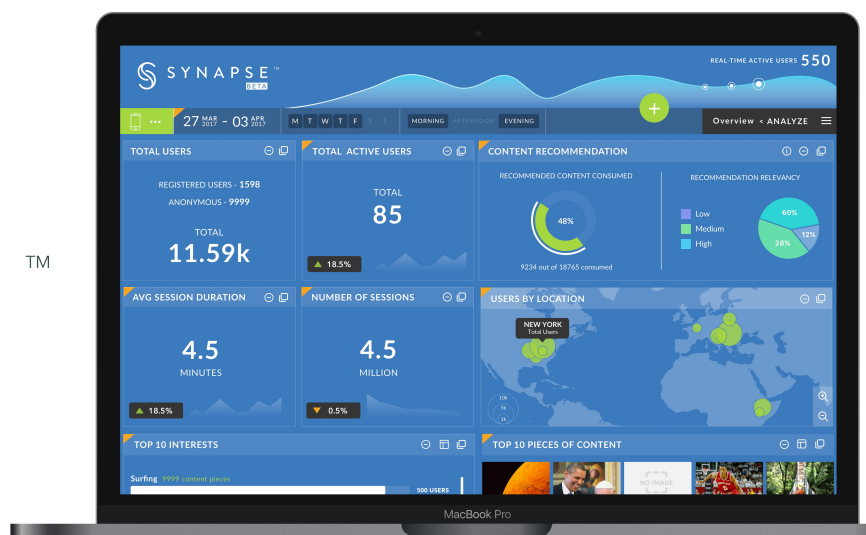 SYNAPSE™
BETA
REAL-TIME ACTIVE USERS 550
27 MAR 2017 – 03 APR 2017
M T W T F S S
MORNING AFTERNOON EVENING
+
Overview < ANALYZE
TOTAL USERS
REGISTERED USERS - 1598
ANONYMOUS - 9999
TOTAL
11.59k
TOTAL ACTIVE USERS
TOTAL
85
18.5%
CONTENT RECOMMENDATION
RECOMMENDED CONTENT CONSUMED
48%
9234 out of 18765 consumed
RECOMMENDATION RELEVANCY
Low
Medium
High
60%
12%
28%
TM
AVG SESSION DURATION
4.5
MINUTES
18.5%
NUMBER OF SESSIONS
4.5
MILLION
0.5%
USERS BY LOCATION
NEW YORK
Total Users
10k
5k
1k
TOP 10 INTERESTS
Surfing 9999 content pieces
500 USERS
TOP 10 PIECES OF CONTENT
NO IMAGE
MacBook Pro